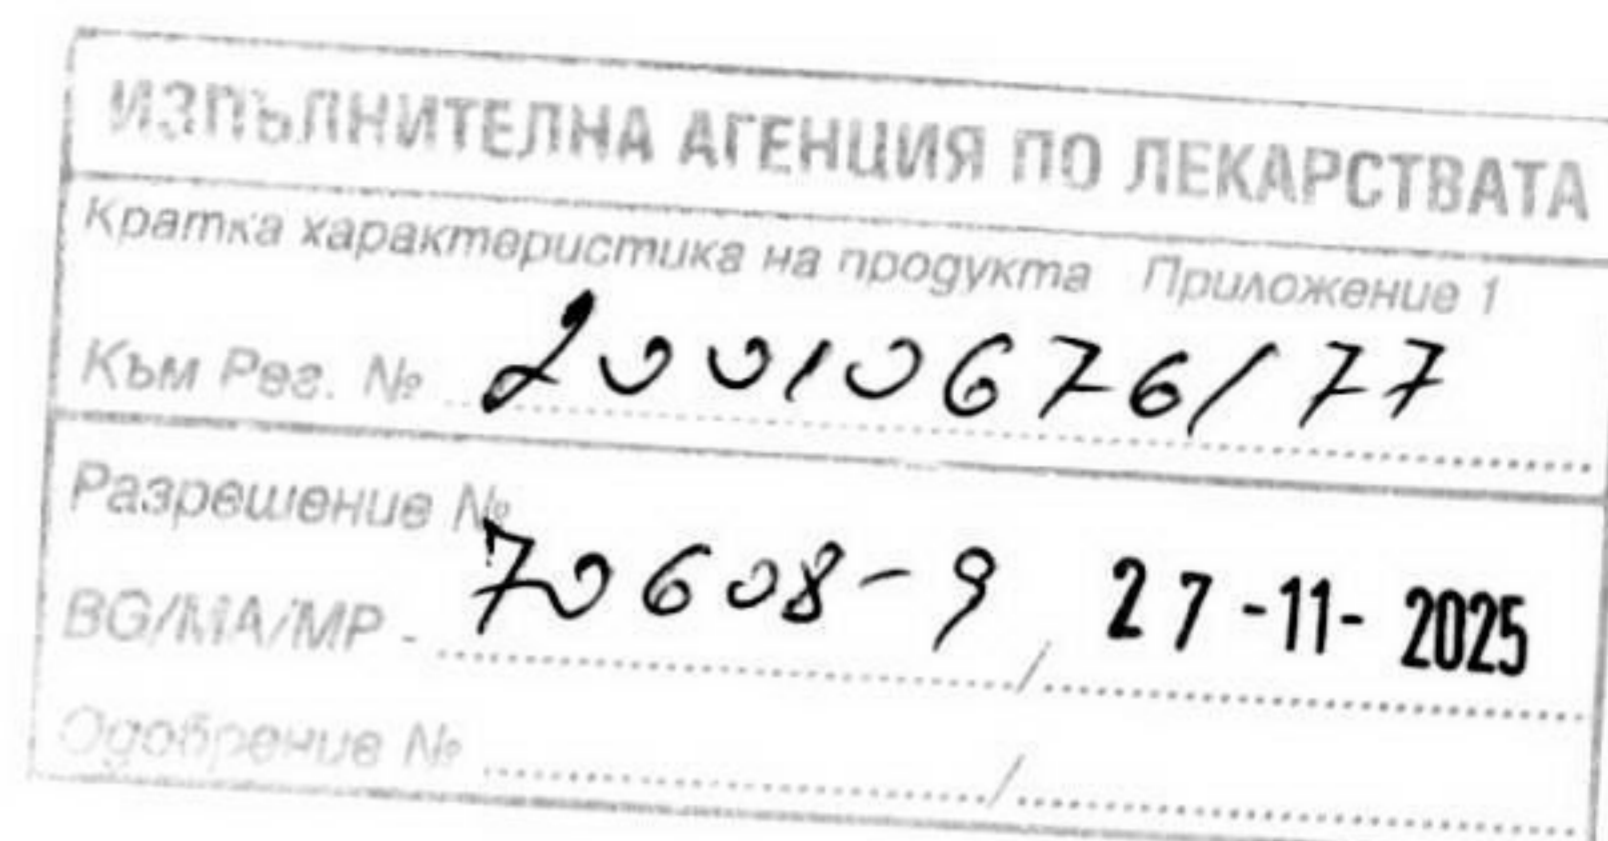 ИЗПЪЛНИТЕЛНА АГЕНЦИЯ ПО ЛЕКАРСТВАТА
Кратка характеристика на продукта Приложение 1
Към Рег. № 20010676/77
Разрешение №
BG/MA/MP - 70608-9 / 27-11-2025
Одобрение № /